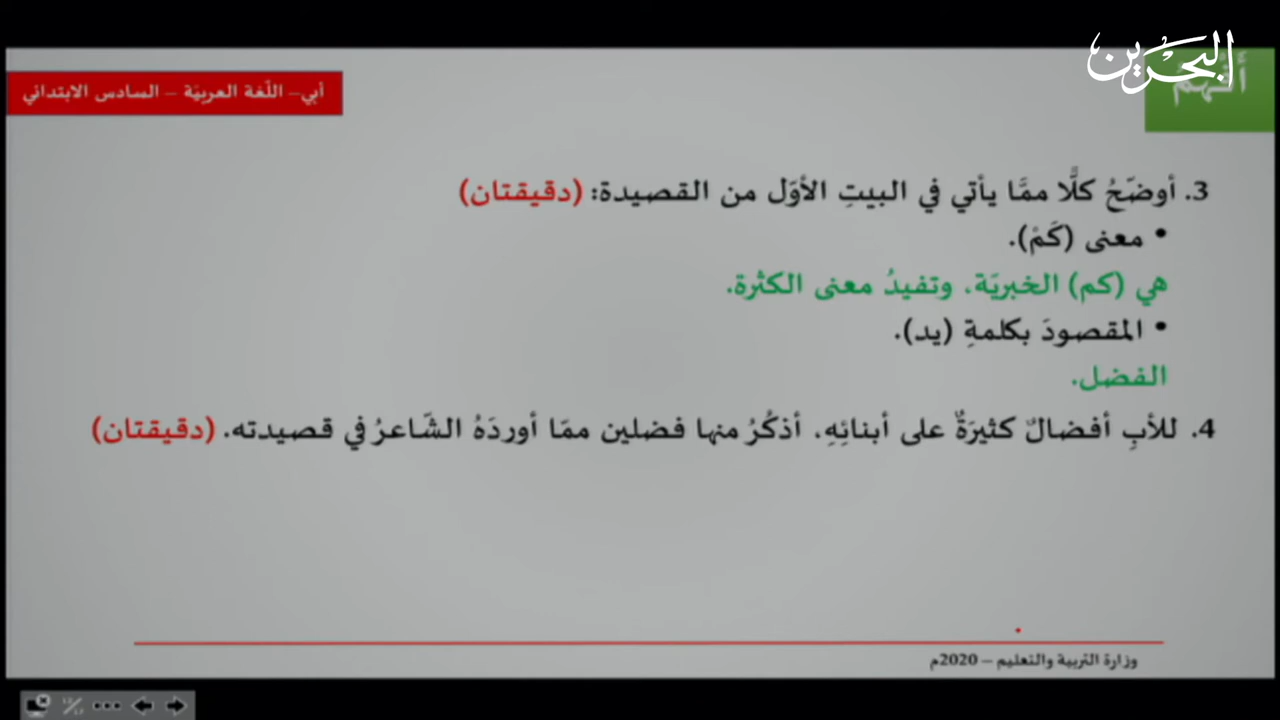 البحرين
أبي– اللّغة العربيّة – السادس الابتدائي
3. أوضّحُ كلًّا ممَّا يأتي في البيتِ الأوّل من القصيدة: (دقيقتان)
• معنى (كَمْ).
هي (كم) الخبريّة، وتفيدُ معنى الكثرة.
• المقصودَ بكلمةِ (يد).
الفضل.
4. للأبِ أفضالٌ كثيرَةٌ على أبنائِهِ، أذكُرُ منها فضلين ممّا أوردَهُ الشّاعرُ في قصيدته. (دقيقتان)
وزارة التربية والتعليم – 2020م